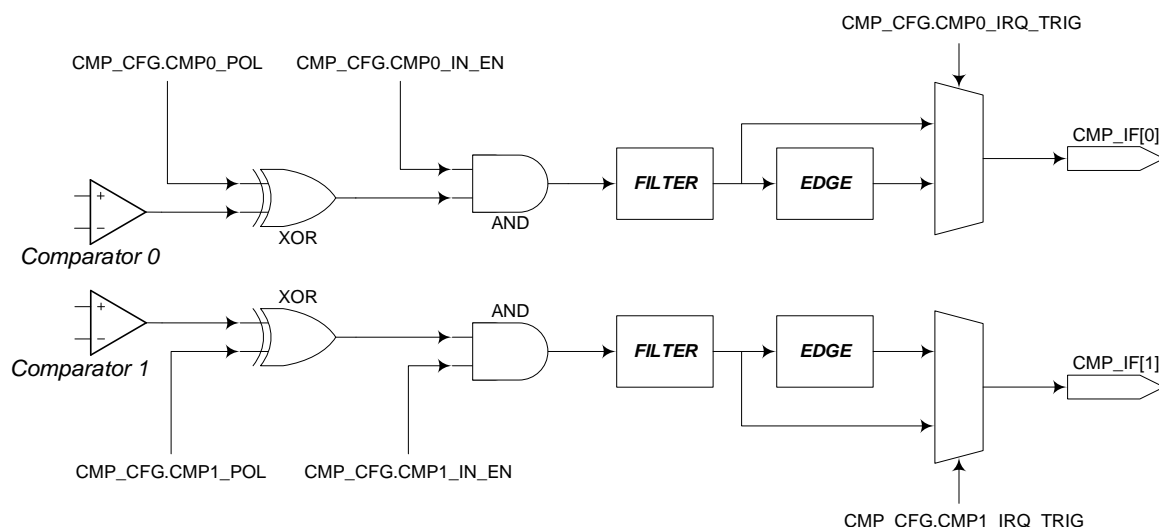 CMP_CFG.CMP0_IRQ_TRIG
CMP_CFG.CMP0_POL
CMP_CFG.CMP0_IN_EN
CMP_IF[0]
+
FILTER
EDGE
−
AND
XOR
Comparator 0
XOR
+
AND
−
FILTER
EDGE
CMP_IF[1]
Comparator 1
CMP_CFG.CMP1_POL
CMP_CFG.CMP1_IN_EN
CMP_CFG.CMP1_IRQ_TRIG